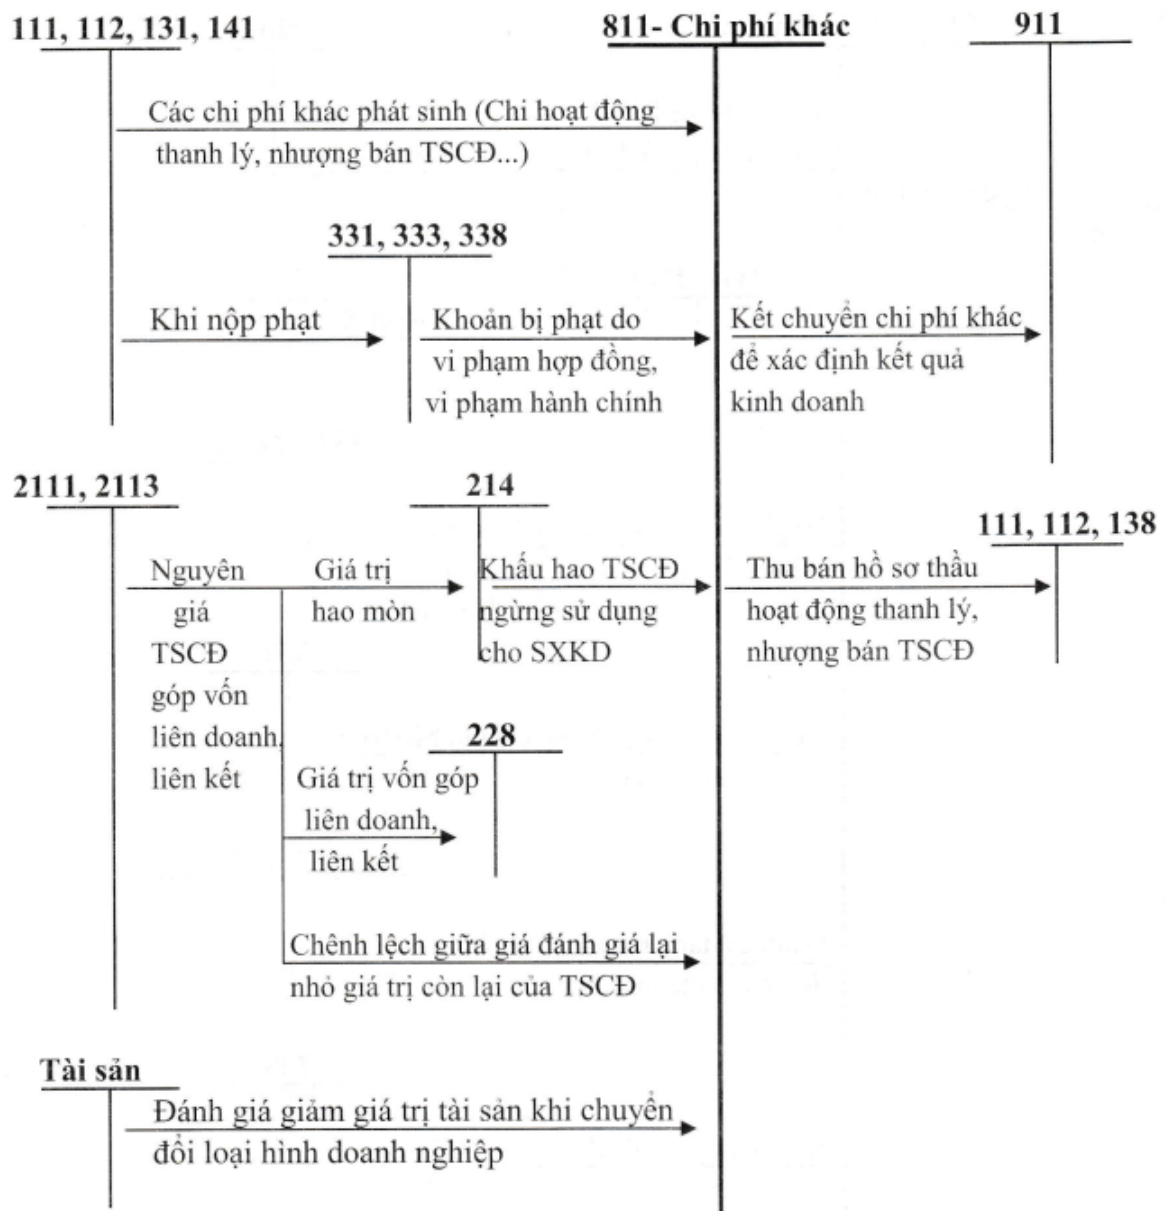 111, 112, 131, 141
811- Chi phí khác
911
Các chi phí khác phát sinh (Chi hoạt động
thanh lý, nhượng bán TSCĐ...)
331, 333, 338
Khi nộp phạt
Khoản bị phạt do
vi phạm hợp đồng,
vi phạm hành chính
Kết chuyển chi phí khác
để xác định kết quả
kinh doanh
2111, 2113
214
111, 112, 138
Nguyên
giá
TSCĐ
góp vốn
liên doanh,
liên kết
Giá trị
hao mòn
Khấu hao TSCĐ
ngừng sử dụng
cho SXKD
Thu bán hồ sơ thầu
hoạt động thanh lý,
nhượng bán TSCĐ
228
Giá trị vốn góp
liên doanh,
liên kết
Chênh lệch giữa giá đánh giá lại
nhỏ giá trị còn lại của TSCĐ
Tài sản
Đánh giá giảm giá trị tài sản khi chuyển
đổi loại hình doanh nghiệp